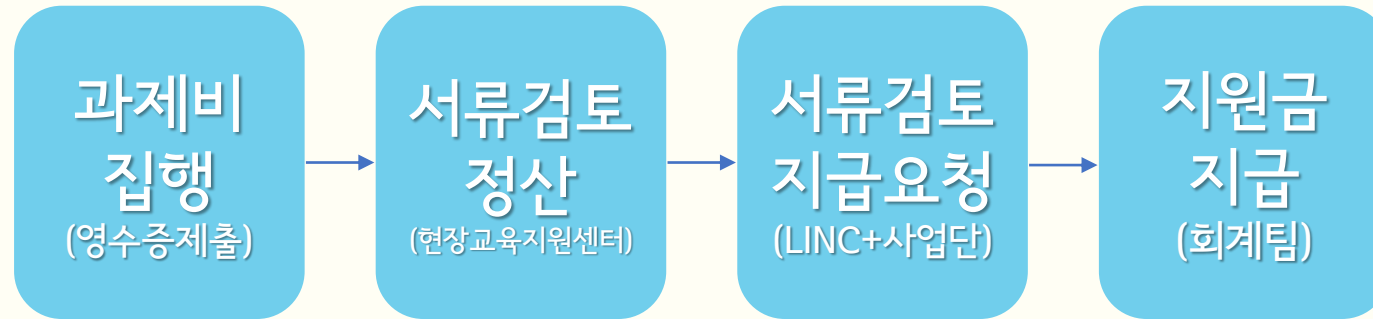 과제비
집행
(영수증제출)
서류검토
정산
(현장교육지원센터)
서류검토
지급요청
(LINC+사업단)
지원금
지급
(회계팀)